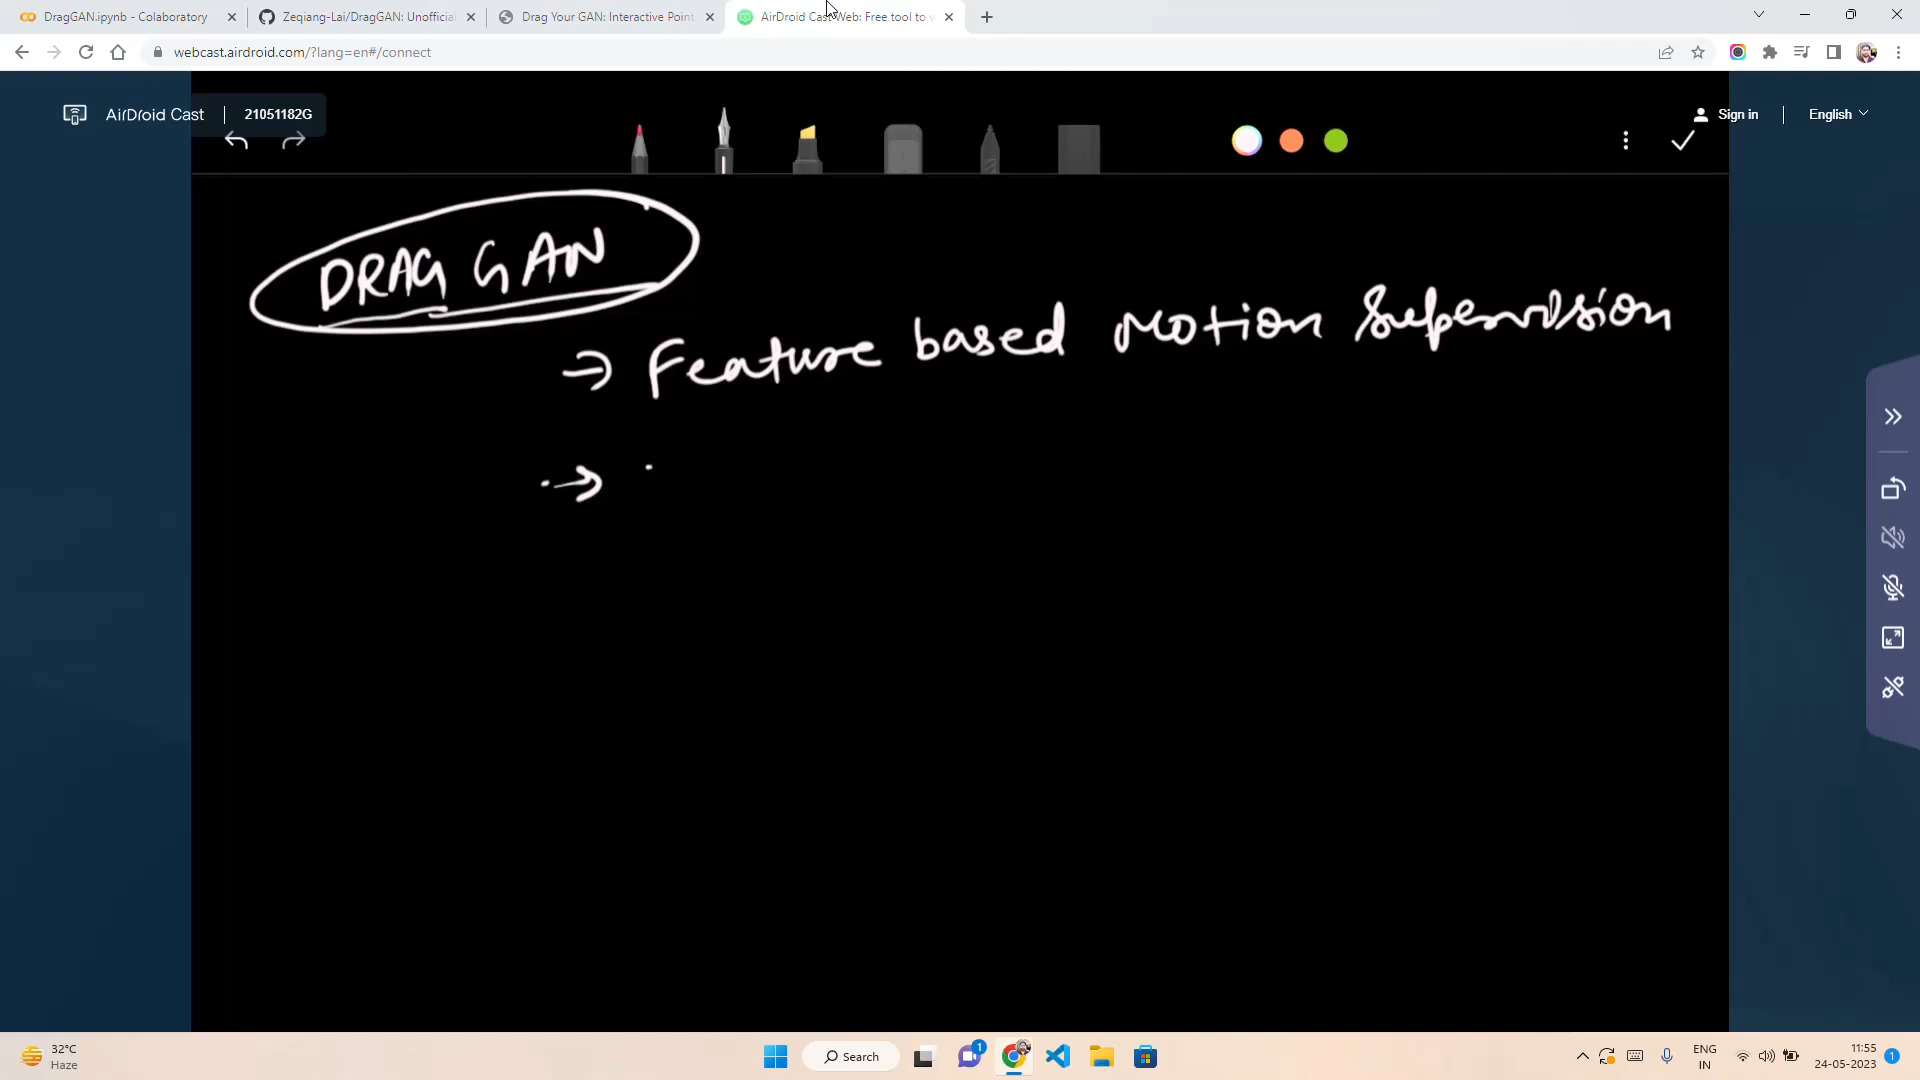 DragGAN.ipynb - Colaboratory
Zeqiang-Lai/DragGAN: Unofficial
Drag Your GAN: Interactive Point
AirDroid Cast Web: Free tool to
webcast.airdroid.com/?lang=en#/connect
AirDroid Cast
21051182G
Sign in
English
DRAG GAN
→ Feature based Motion Supervision
→
32°C
Haze
Search
1
ENG
IN
11:55
24-05-2023
1